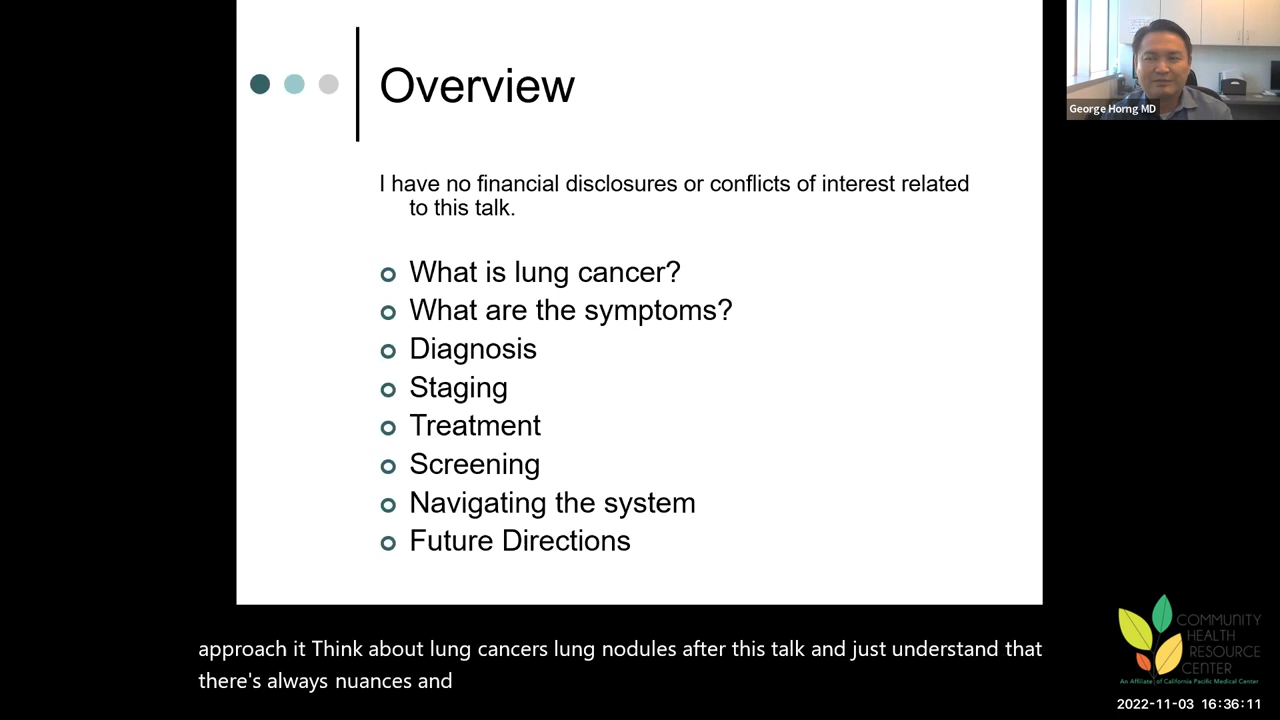 Overview
I have no financial disclosures or conflicts of interest related
to this talk.
What is lung cancer?
What are the symptoms?
Diagnosis
Staging
Treatment
Screening
Navigating the system
Future Directions
George Horng MD
approach it Think about lung cancers lung nodules after this talk and just understand that
there's always nuances and
COMMUNITY
HEALTH
RESOURCE
CENTER
An Affiliate of California Pacific Medical Center
2022-11-03 16:36:11